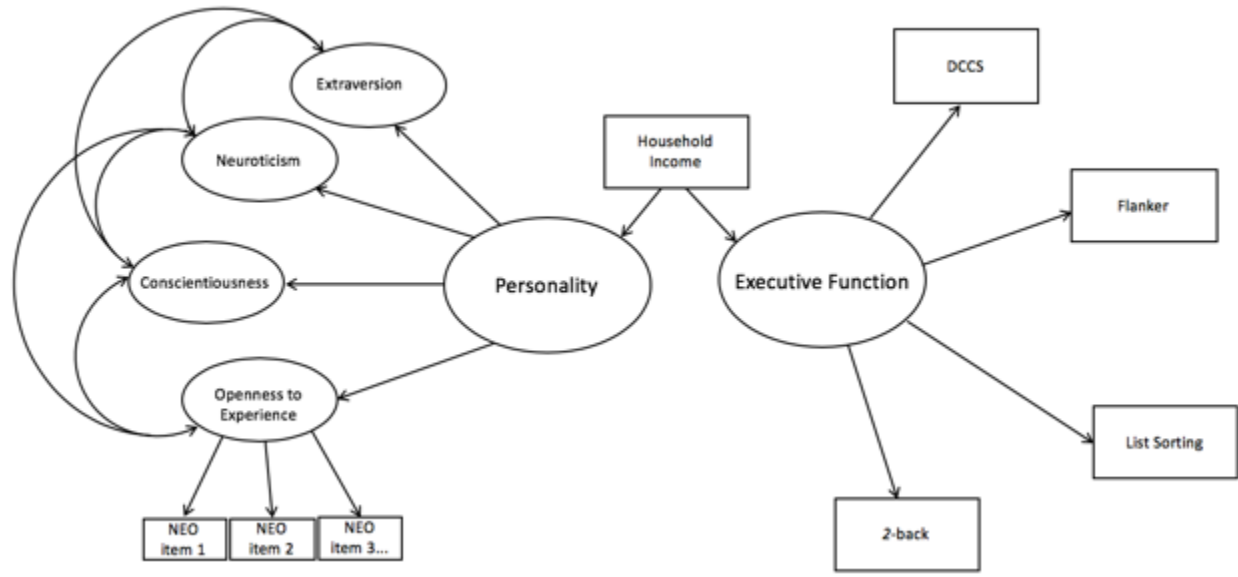 Extraversion
DCCS
Household
Income
Neuroticism
Flanker
Conscientiousness
Personality
Executive Function
Openness to
Experience
List Sorting
NEO
item 1
NEO
item 2
NEO
item 3...
2-back